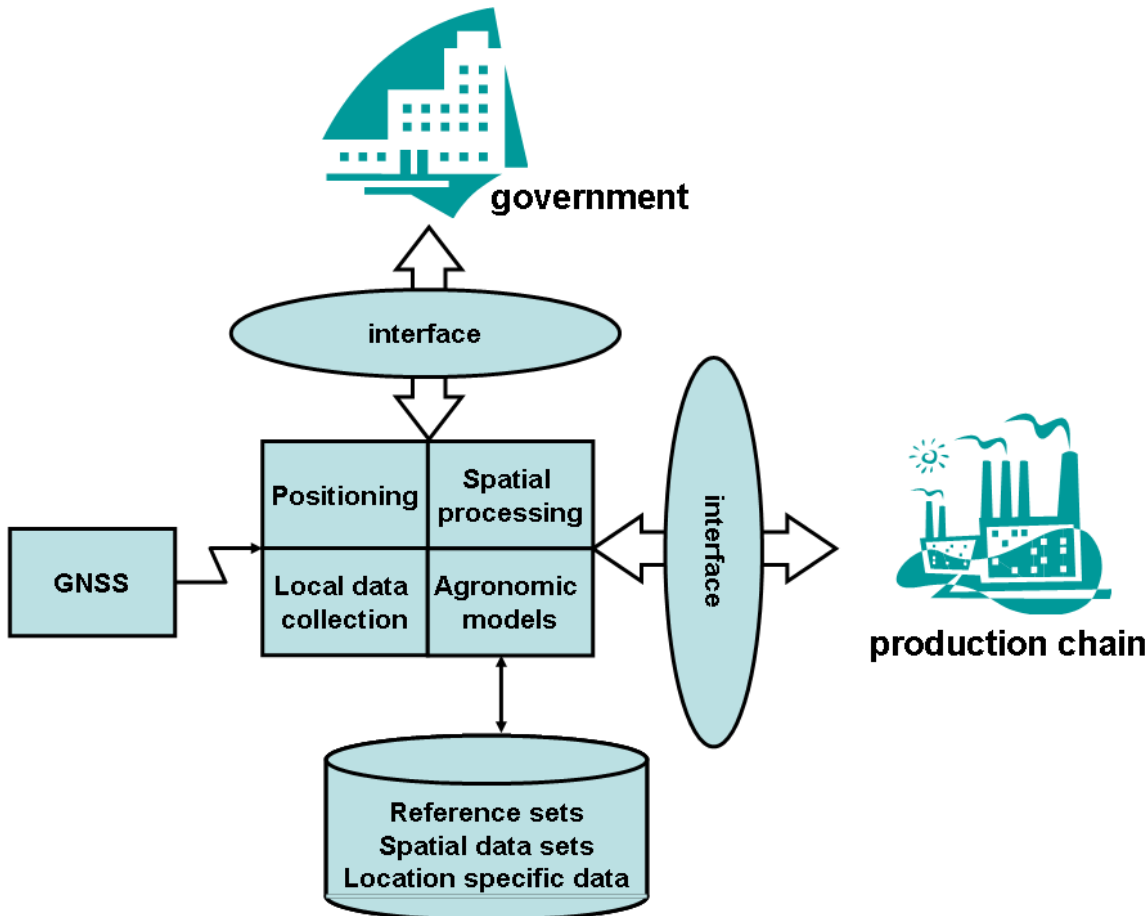 government
interface
Positioning
Spatial
processing
interface
GNSS
Local data
collection
Agronomic
models
production chain
Reference sets
Spatial data sets
Location specific data